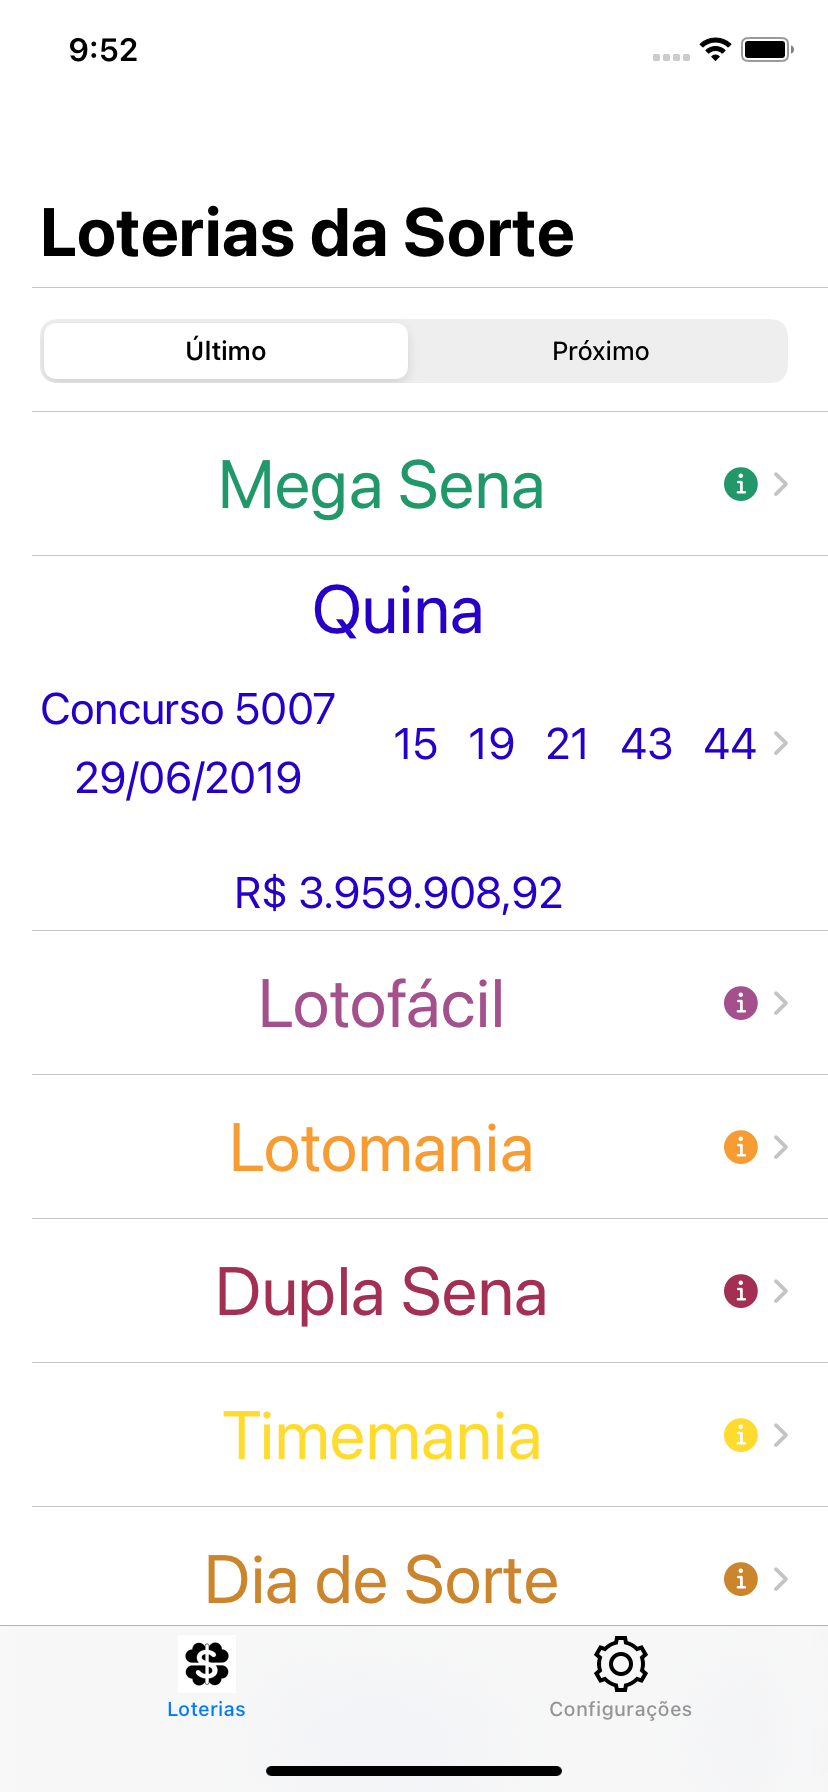 9:52
Loterias da Sorte
Último Próximo
Mega Sena
Quina
Concurso 5007
29/06/2019
15 19 21 43 44
R$ 3.959.908,92
Lotofácil
Lotomania
Dupla Sena
Timemania
Dia de Sorte
Loterias Configurações